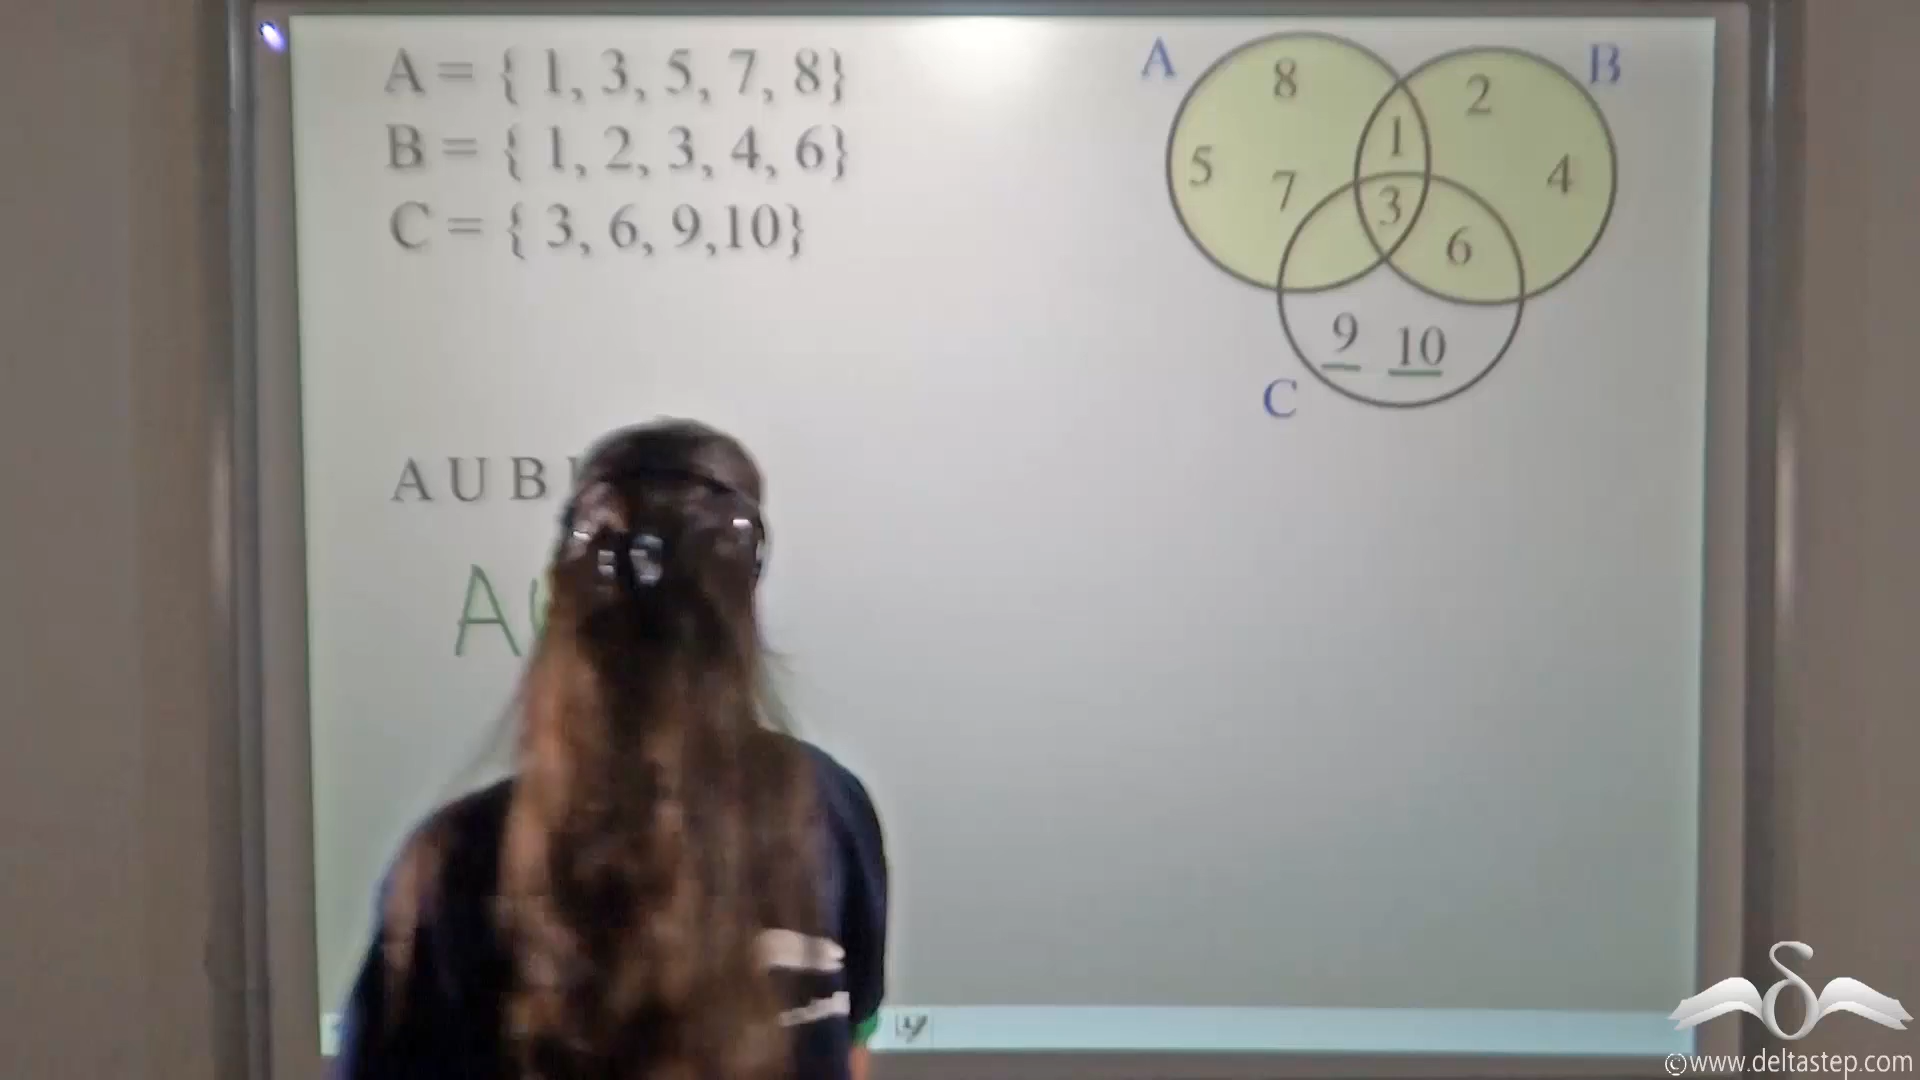 A = { 1, 3, 5, 7, 8}
B = { 1, 2, 3, 4, 6}
C = { 3, 6, 9,10}
A
B
8
2
1
5
7
4
3
6
9
10
C
A U B
A
©www.deltastep.com